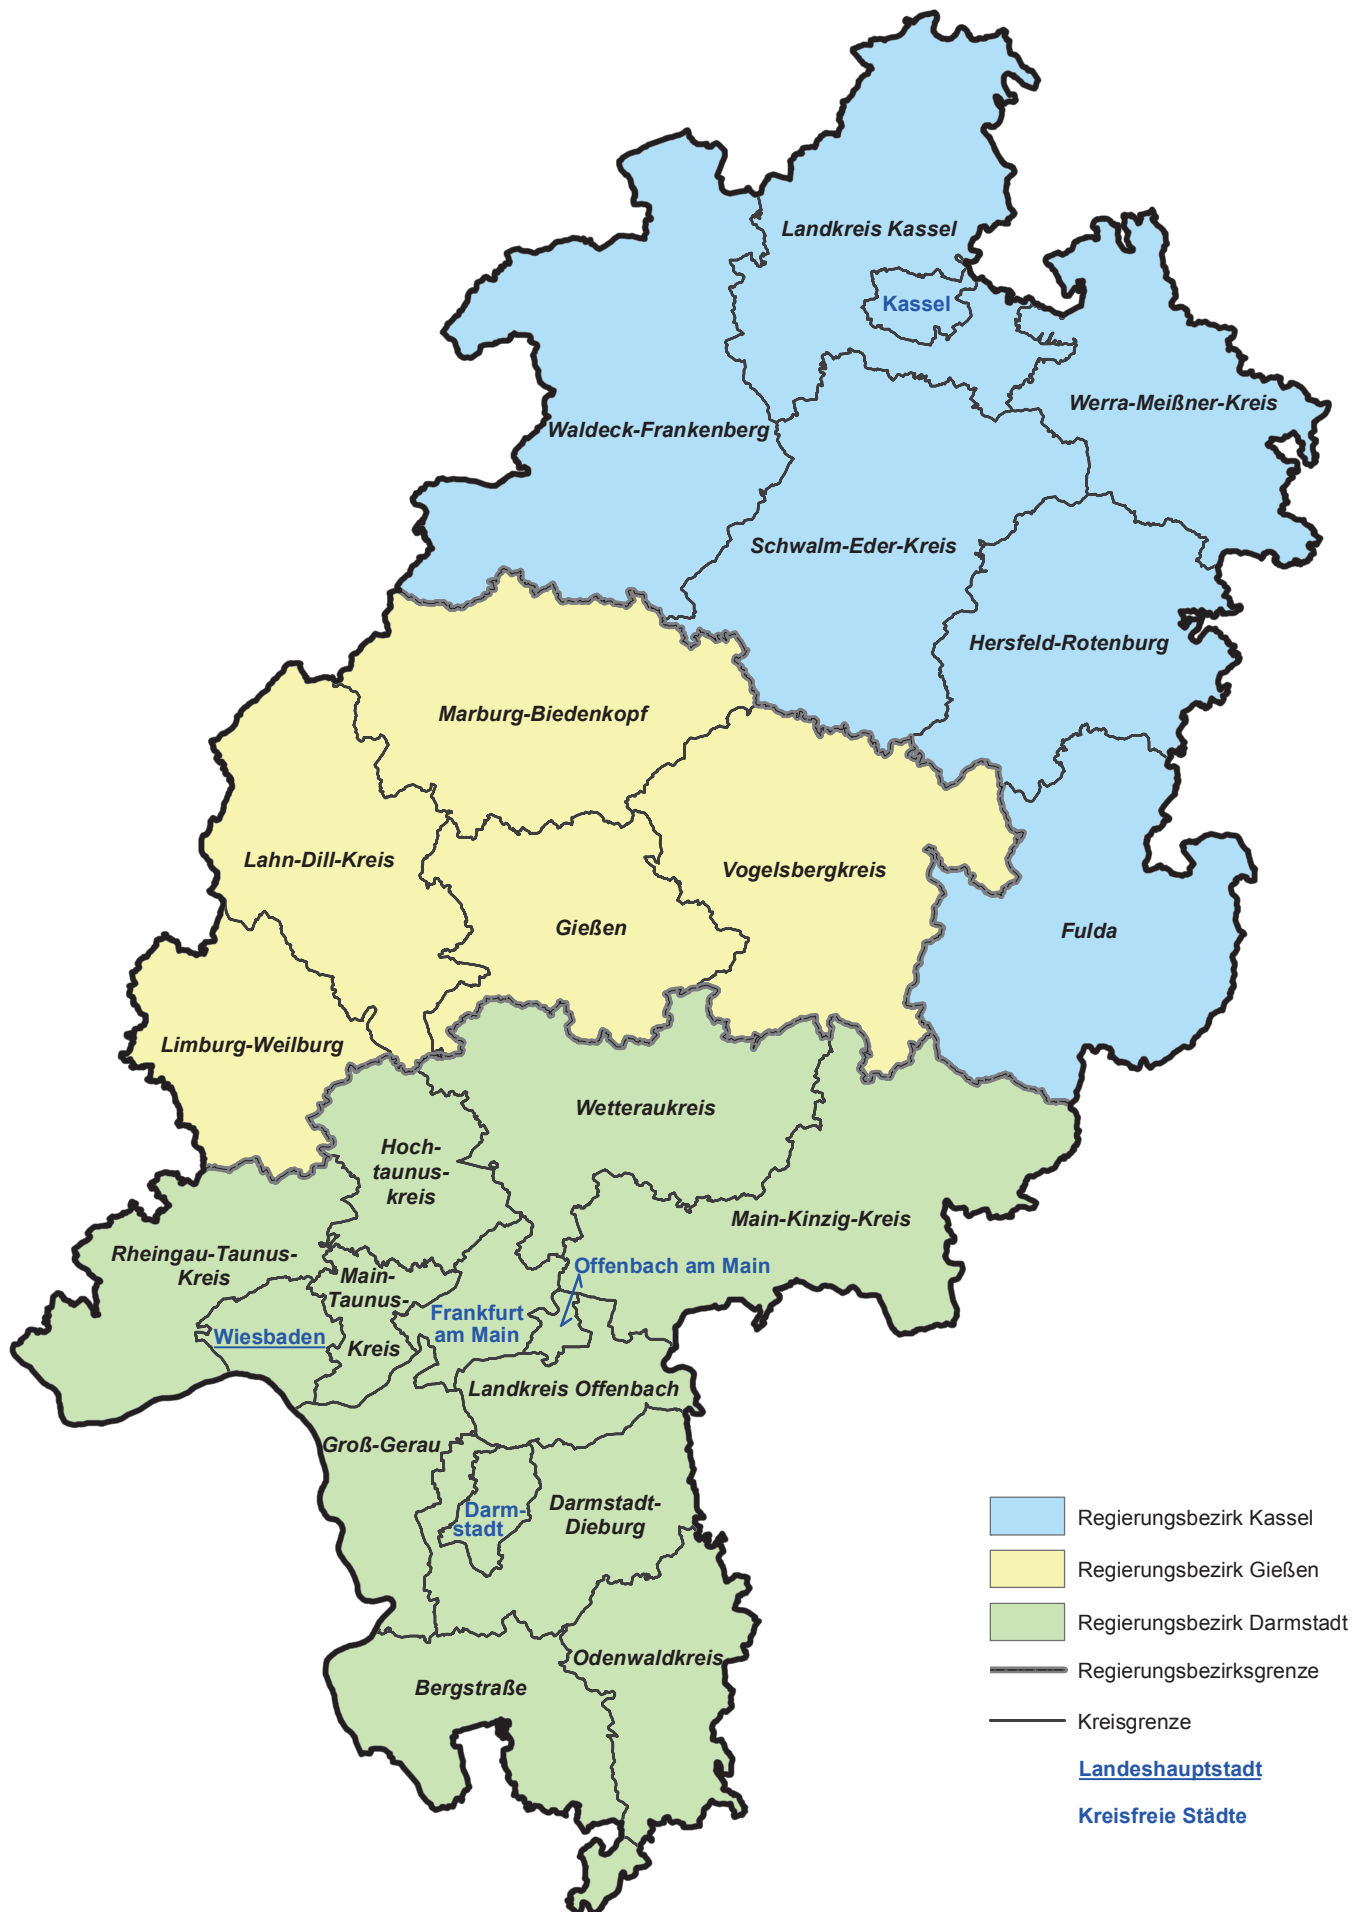 Landkreis Kassel
Kassel
Werra-Meißner-Kreis
Waldeck-Frankenberg
Schwalm-Eder-Kreis
Hersfeld-Rotenburg
Marburg-Biedenkopf
Lahn-Dill-Kreis
Vogelsbergkreis
Gießen
Fulda
Limburg-Weilburg
Wetteraukreis
Hoch-
taunus-
kreis
Main-Kinzig-Kreis
Rheingau-Taunus-
Kreis
Offenbach am Main
Main-
Taunus-
Kreis
Frankfurt
am Main
Wiesbaden
Landkreis Offenbach
Groß-Gerau
Darm-
stadt
Darmstadt-
Dieburg
Odenwaldkreis
Bergstraße
Regierungsbezirk Kassel
Regierungsbezirk Gießen
Regierungsbezirk Darmstadt
Regierungsbezirksgrenze
Kreisgrenze
Landeshauptstadt
Kreisfreie Städte